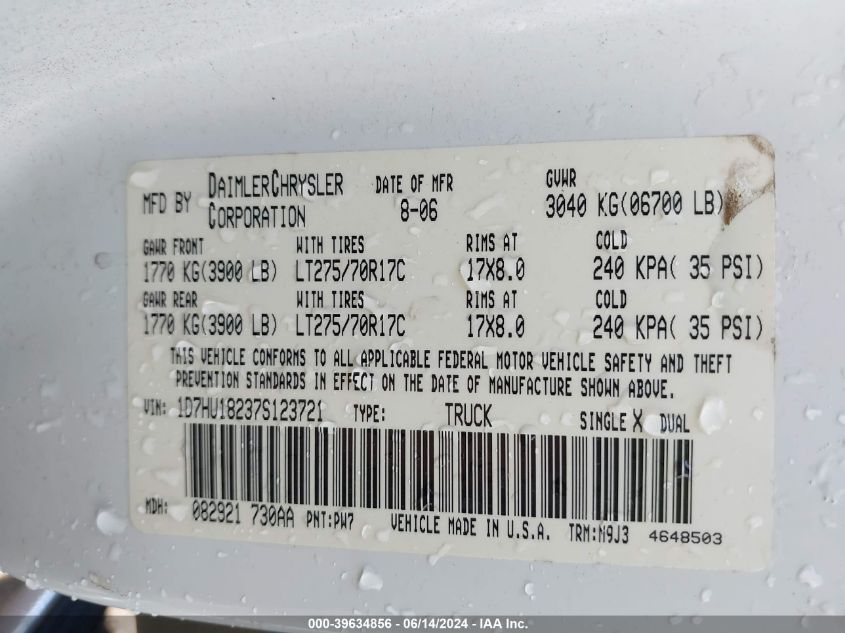 MFD BY DAIMLERCHRYSLER CORPORATION DATE OF MFR 8-06 GVWR 3040 KG(06700 LB)
GAWR FRONT WITH TIRES RIMS AT COLD
1770 KG(3900 LB) LT275/70R17C 17X8.0 240 KPA( 35 PSI)
GAWR REAR WITH TIRES RIMS AT COLD
1770 KG(3900 LB) LT275/70R17C 17X8.0 240 KPA( 35 PSI)
THIS VEHICLE CONFORMS TO ALL APPLICABLE FEDERAL MOTOR VEHICLE SAFETY AND THEFT
PREVENTION STANDARDS IN EFFECT ON THE DATE OF MANUFACTURE SHOWN ABOVE.
VIN: 1D7HU18237S123721 TYPE: TRUCK SINGLE X DUAL
MDH: 082921 730AA PNT:PW7 VEHICLE MADE IN U.S.A. TRM:N9J3 4648503
000-39634856 - 06/14/2024 - IAA Inc.